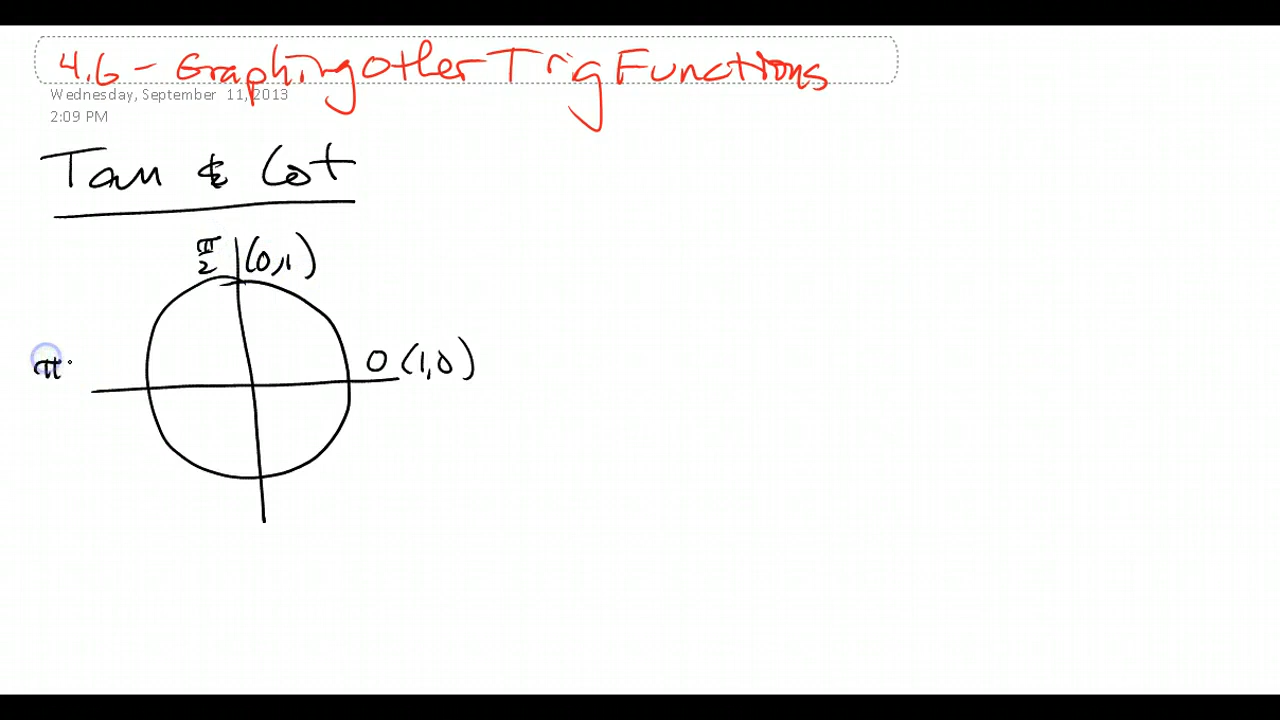 4.6 - Graphing Other Trig Functions
Wednesday, September 11, 2013
2:09 PM
Tan & Cot
π/2 (0,1)
π
0 (1,0)